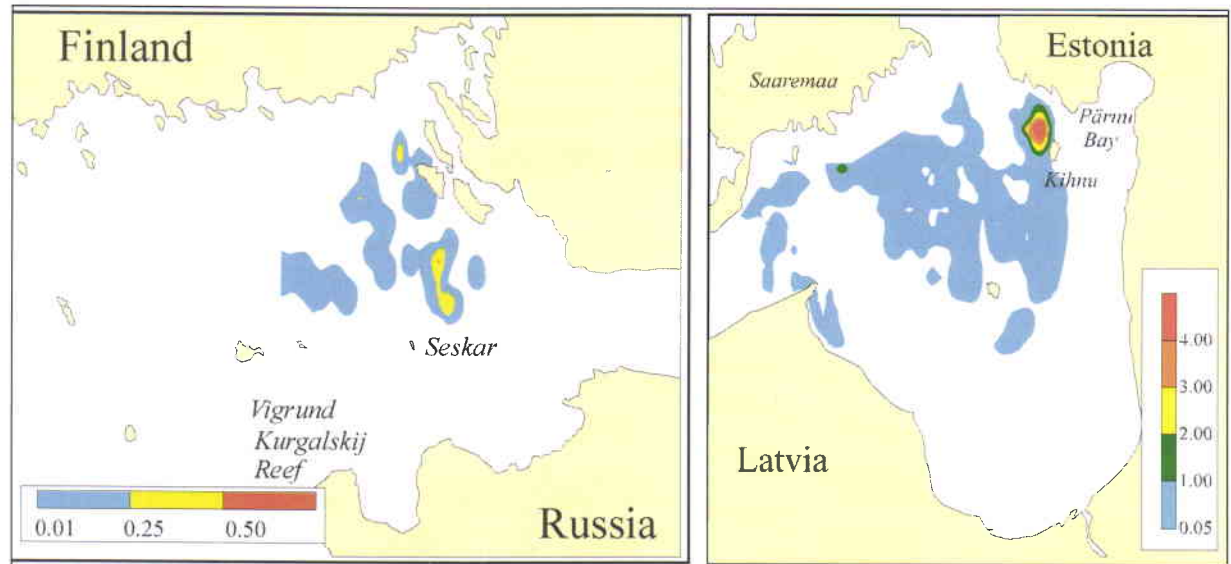 Finland
Seskar
Vigrund
Kurgalskij
Reef
0.01 0.25 0.50
Russia
Estonia
Saaremaa
Pärnu
Bay
Kihnu
Latvia
4.00
3.00
2.00
1.00
0.05